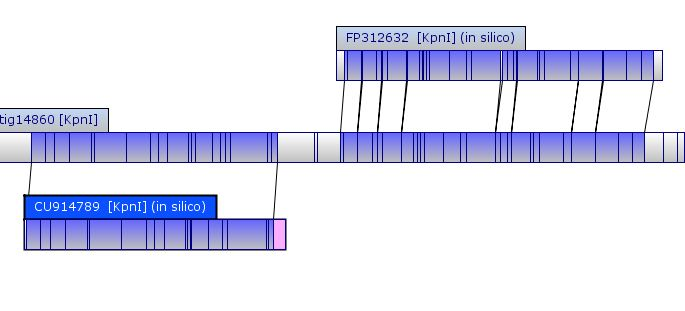 FP312632 [KpnI] (in silico)
tig14860 [KpnI]
CU914789 [KpnI] (in silico)